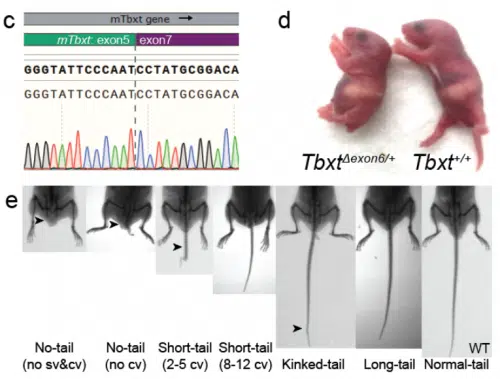 c
mTbxt gene
mTbxt: exon5 exon7
GGGTATTCCCAATCCTATGCGGACA
GGGTATTCCCAATCCTATGCGGACA
d
TbxtΔexon6/+ Tbxt+/+
e
WT
No-tail No-tail Short-tail Short-tail Kinked-tail Long-tail Normal-tail
(no sv&cv) (no cv) (2-5 cv) (8-12 cv)